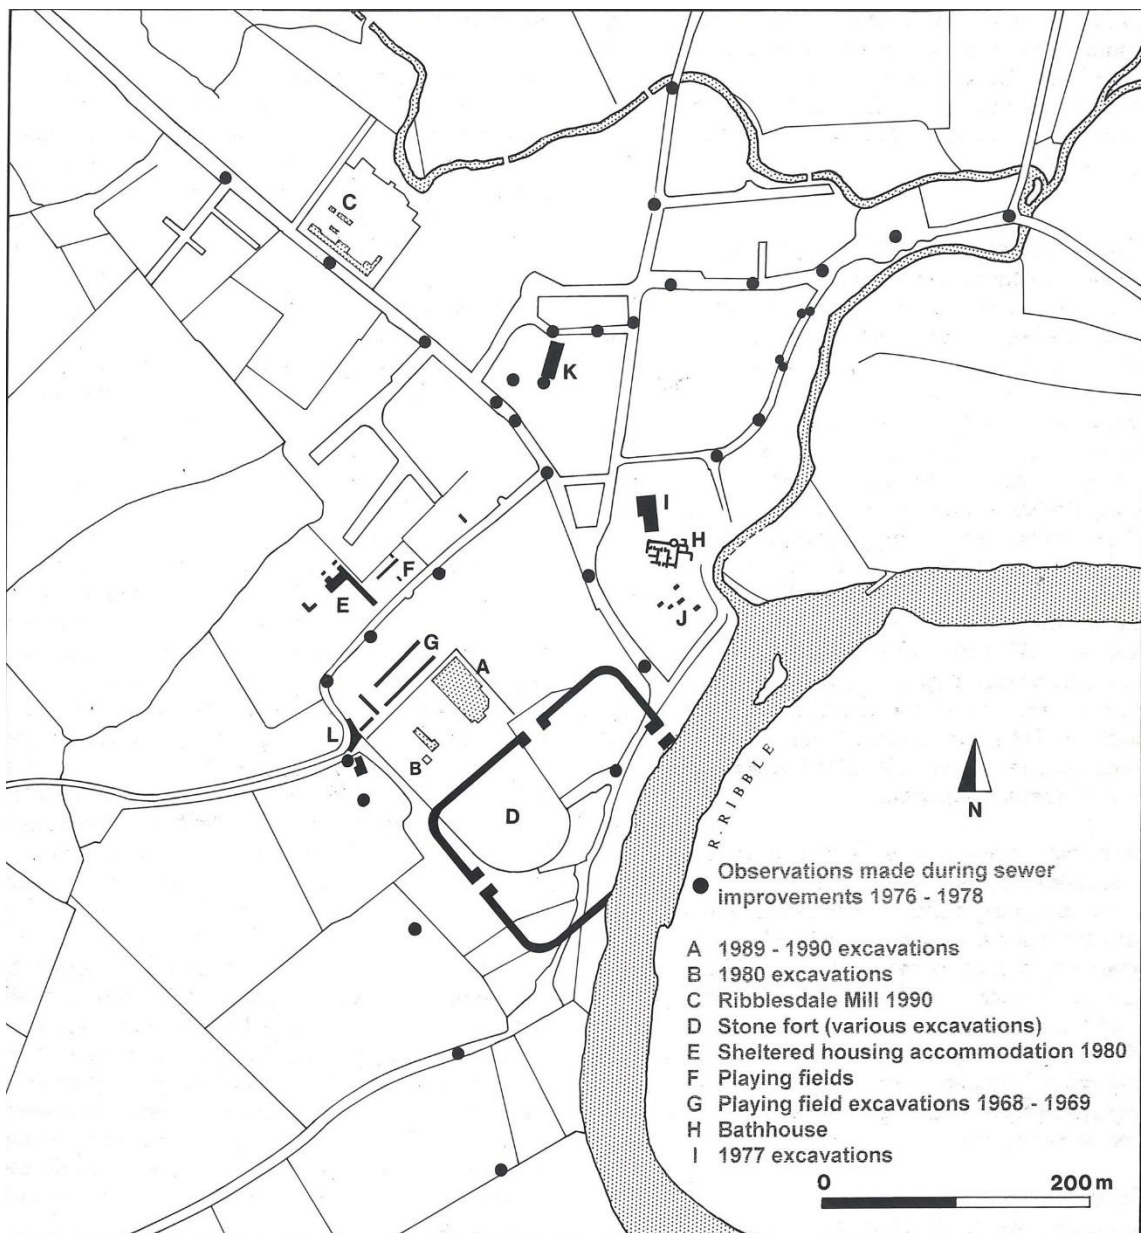 C
K
I
H
F
E
J
G
A
L
B
D
R. RIBBLE
N
Observations made during sewer
improvements 1976 - 1978
A 1989 - 1990 excavations
B 1980 excavations
C Ribblesdale Mill 1990
D Stone fort (various excavations)
E Sheltered housing accommodation 1980
F Playing fields
G Playing field excavations 1968 - 1969
H Bathhouse
I 1977 excavations
0 200 m